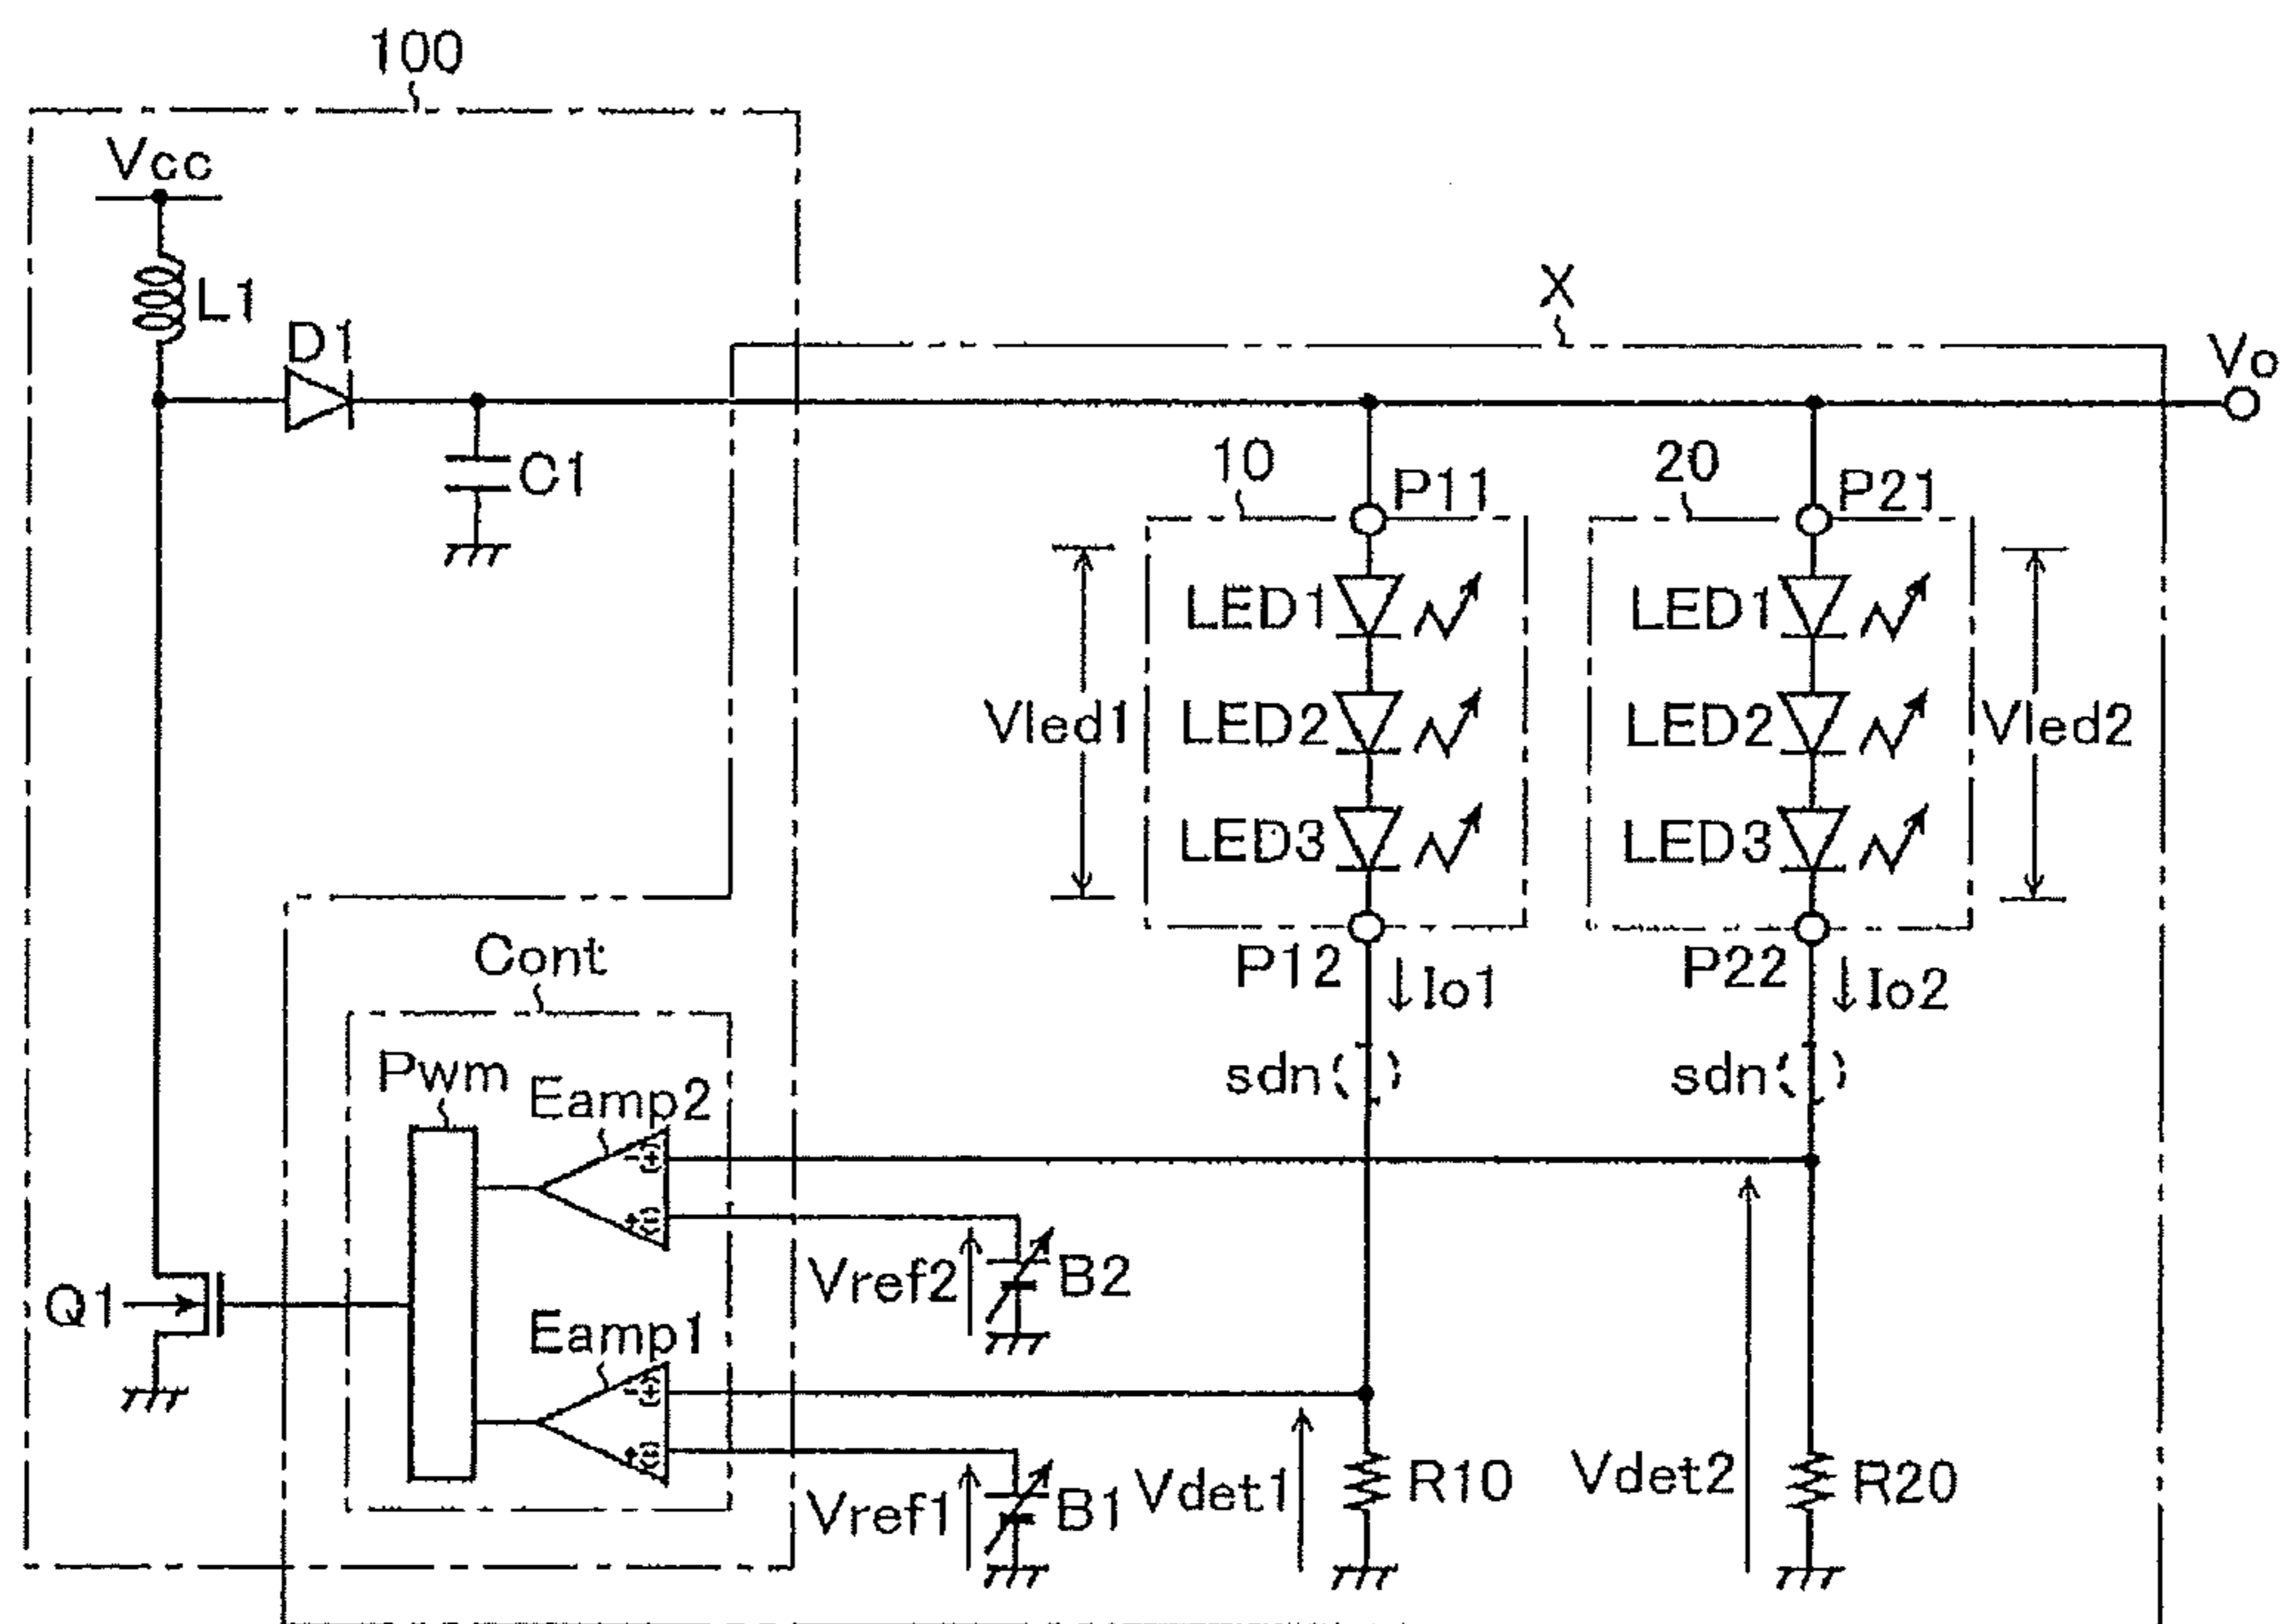 100
Vcc
L1
X
D1
Vo
C1
10
P11
20
P21
LED1
LED1
Vled1
LED2
LED2
Vled2
LED3
LED3
P12
Io1
P22
Io2
Cont
Pwm
Eamp2
sdn
sdn
-(+)
+(-)
Vref2
B2
Q1
Eamp1
-(+)
+(-)
Vref1
B1
Vdet1
R10
Vdet2
R20